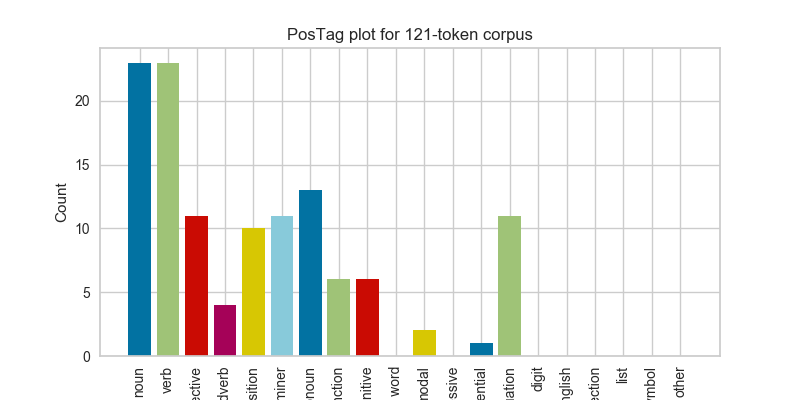 PosTag plot for 121-token corpus
Count
20
15
10
5
0
noun
verb
ective
dverb
sition
miner
noun
nction
nitive
word
modal
ssive
ential
uation
digit
nglish
ection
list
mbol
other